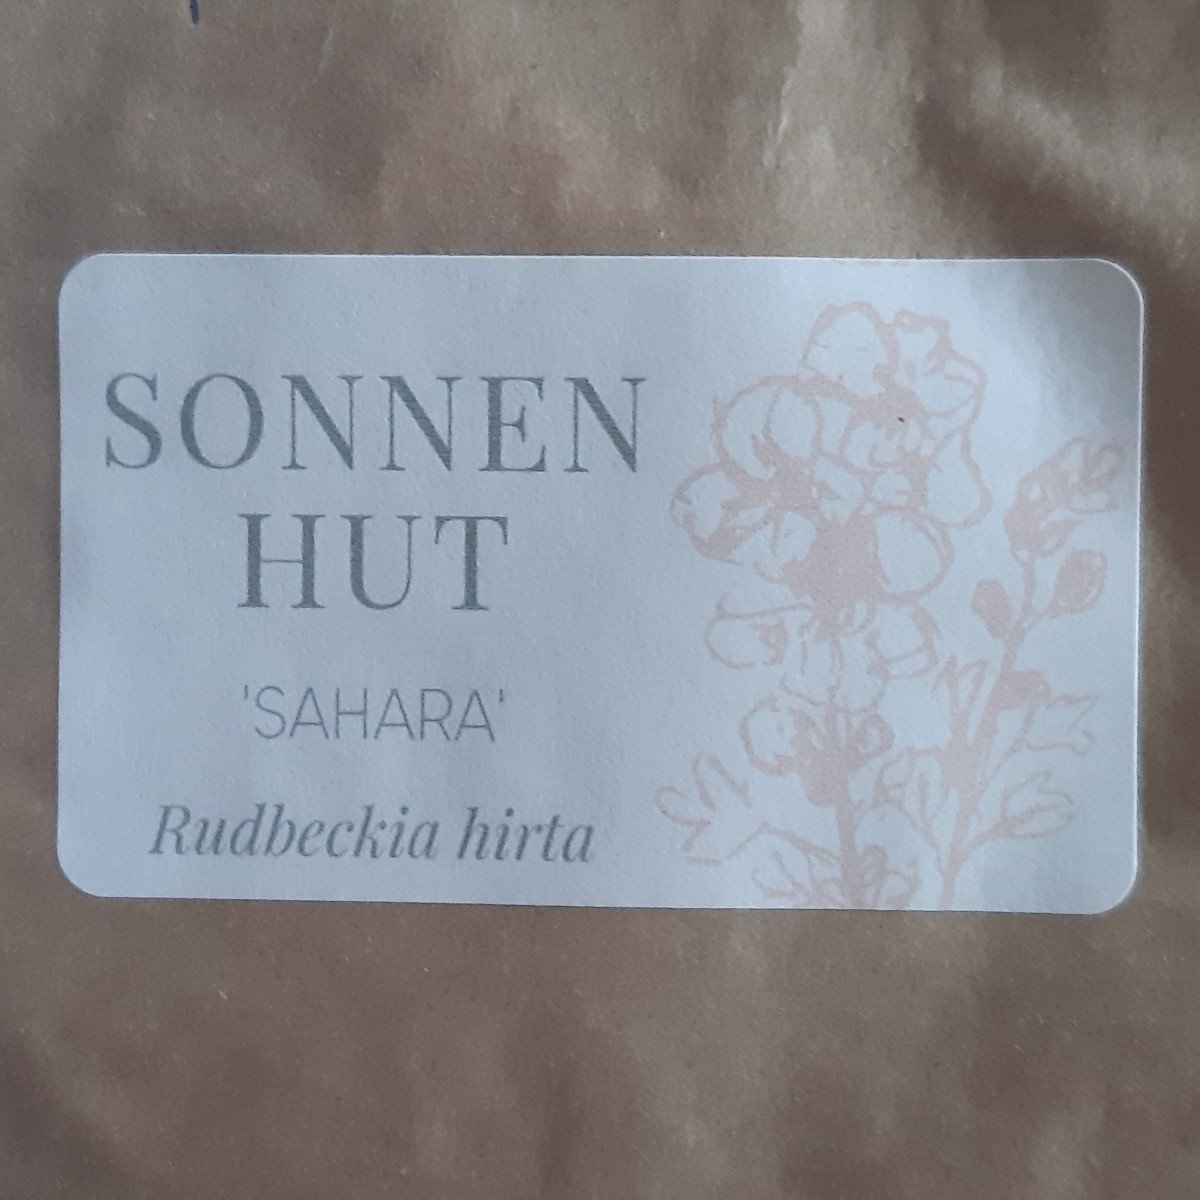 SONNEN
HUT
'SAHARA'
Rudbeckia hirta